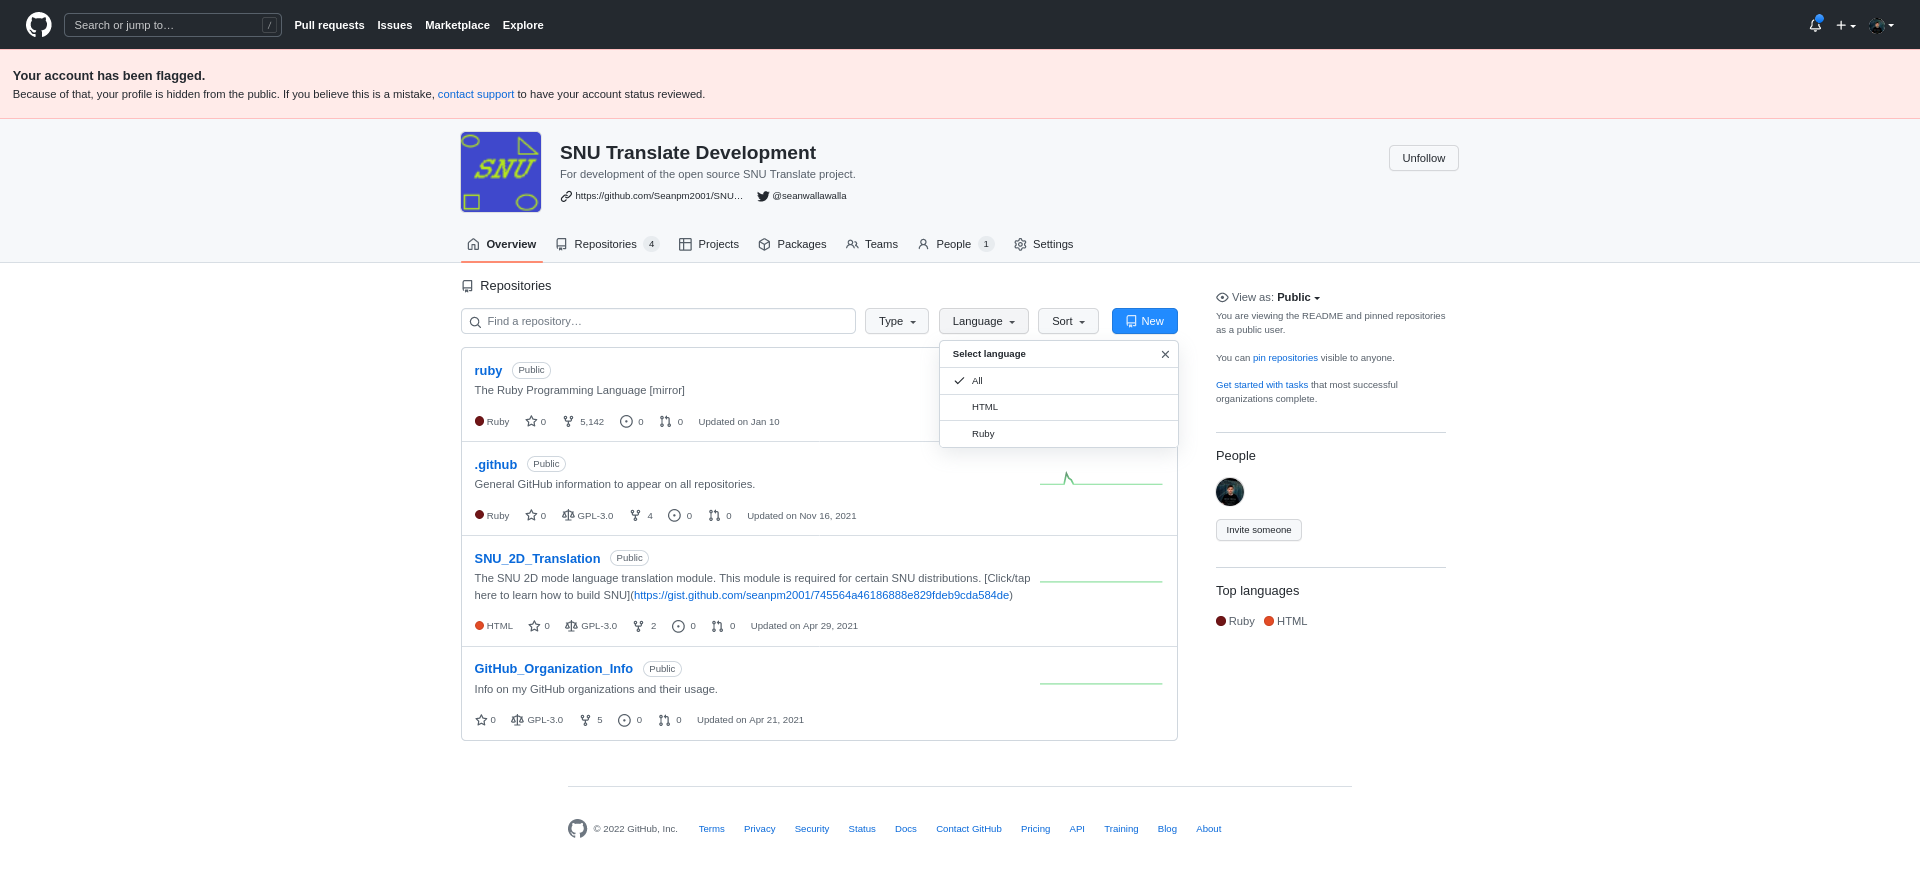 Search or jump to…
/
Pull requests Issues Marketplace Explore
Your account has been flagged.
Because of that, your profile is hidden from the public. If you believe this is a mistake, contact support to have your account status reviewed.
SNU
SNU Translate Development
For development of the open source SNU Translate project.
https://github.com/Seanpm2001/SNU… @seanwallawalla
Unfollow
Overview Repositories 4 Projects Packages Teams People 1 Settings
Repositories
Find a repository…
Type Language Sort New
Select language
All
HTML
Ruby
ruby Public
The Ruby Programming Language [mirror]
Ruby 0 5,142 0 0 Updated on Jan 10
.github Public
General GitHub information to appear on all repositories.
Ruby 0 GPL-3.0 4 0 0 Updated on Nov 16, 2021
SNU_2D_Translation Public
The SNU 2D mode language translation module. This module is required for certain SNU distributions. [Click/tap
here to learn how to build SNU](https://gist.github.com/seanpm2001/745564a46186888e829fdeb9cda584de)
HTML 0 GPL-3.0 2 0 0 Updated on Apr 29, 2021
GitHub_Organization_Info Public
Info on my GitHub organizations and their usage.
0 GPL-3.0 5 0 0 Updated on Apr 21, 2021
View as: Public
You are viewing the README and pinned repositories
as a public user.
You can pin repositories visible to anyone.
Get started with tasks that most successful
organizations complete.
People
Invite someone
Top languages
Ruby HTML
© 2022 GitHub, Inc. Terms Privacy Security Status Docs Contact GitHub Pricing API Training Blog About